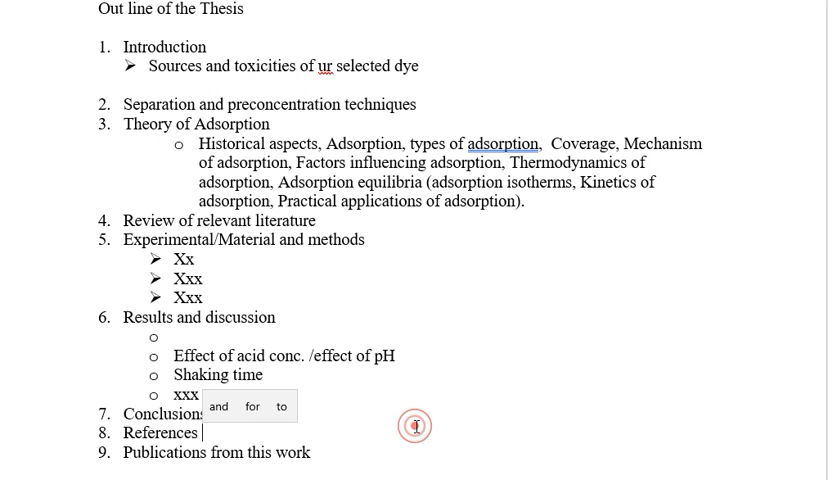 Out line of the Thesis
1. Introduction
➤ Sources and toxicities of ur selected dye
2. Separation and preconcentration techniques
3. Theory of Adsorption
o Historical aspects, Adsorption, types of adsorption, Coverage, Mechanism
of adsorption, Factors influencing adsorption, Thermodynamics of
adsorption, Adsorption equilibria (adsorption isotherms, Kinetics of
adsorption, Practical applications of adsorption).
4. Review of relevant literature
5. Experimental/Material and methods
➤ Xx
➤ Xxx
➤ Xxx
6. Results and discussion
o
o Effect of acid conc. /effect of pH
o Shaking time
o xxx
and for to
7. Conclusion
8. References
9. Publications from this work